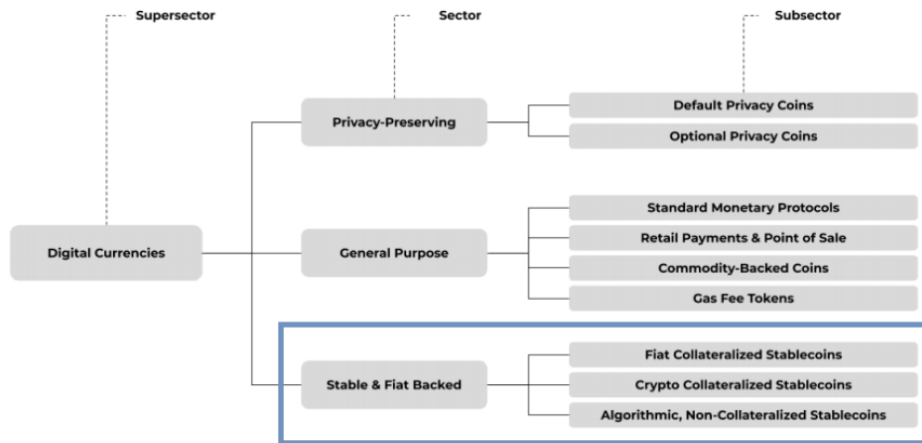 Supersector
Sector
Subsector
Digital Currencies
Privacy-Preserving
Default Privacy Coins
Optional Privacy Coins
General Purpose
Standard Monetary Protocols
Retail Payments & Point of Sale
Commodity-Backed Coins
Gas Fee Tokens
Stable & Fiat Backed
Fiat Collateralized Stablecoins
Crypto Collateralized Stablecoins
Algorithmic, Non-Collateralized Stablecoins